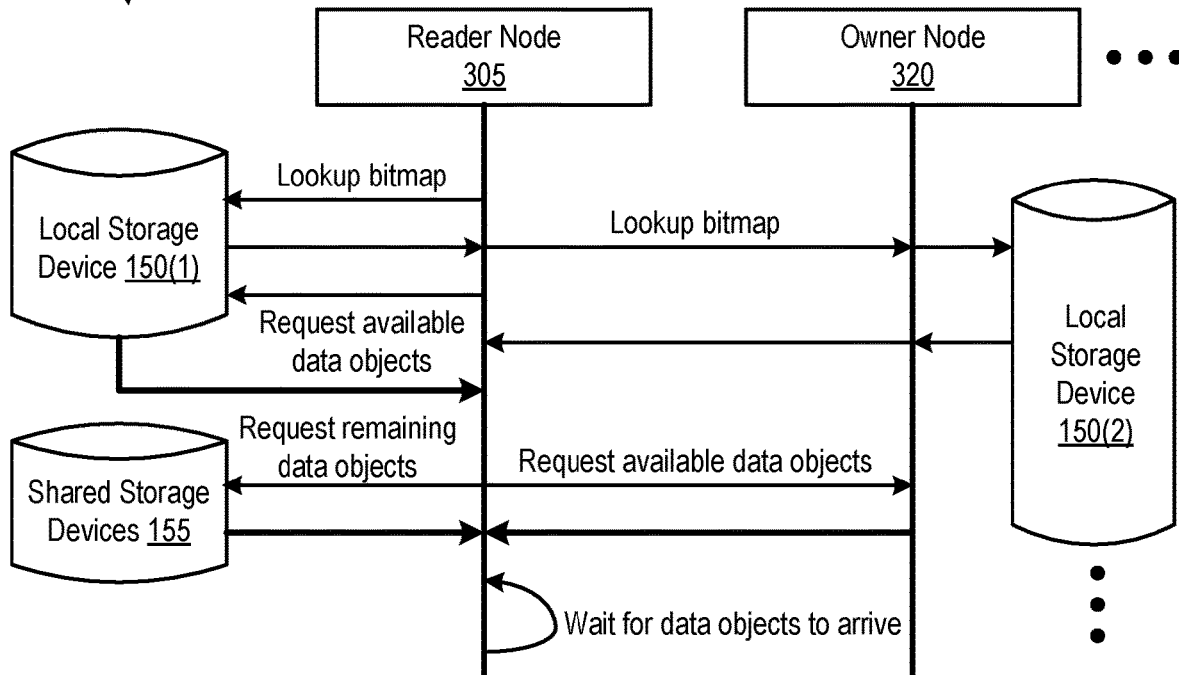 Reader Node
305
Owner Node
320
Lookup bitmap
Local Storage
Device 150(1)
Lookup bitmap
Request available
data objects
Local
Storage
Device
150(2)
Request remaining
data objects
Request available data objects
Shared Storage
Devices 155
Wait for data objects to arrive